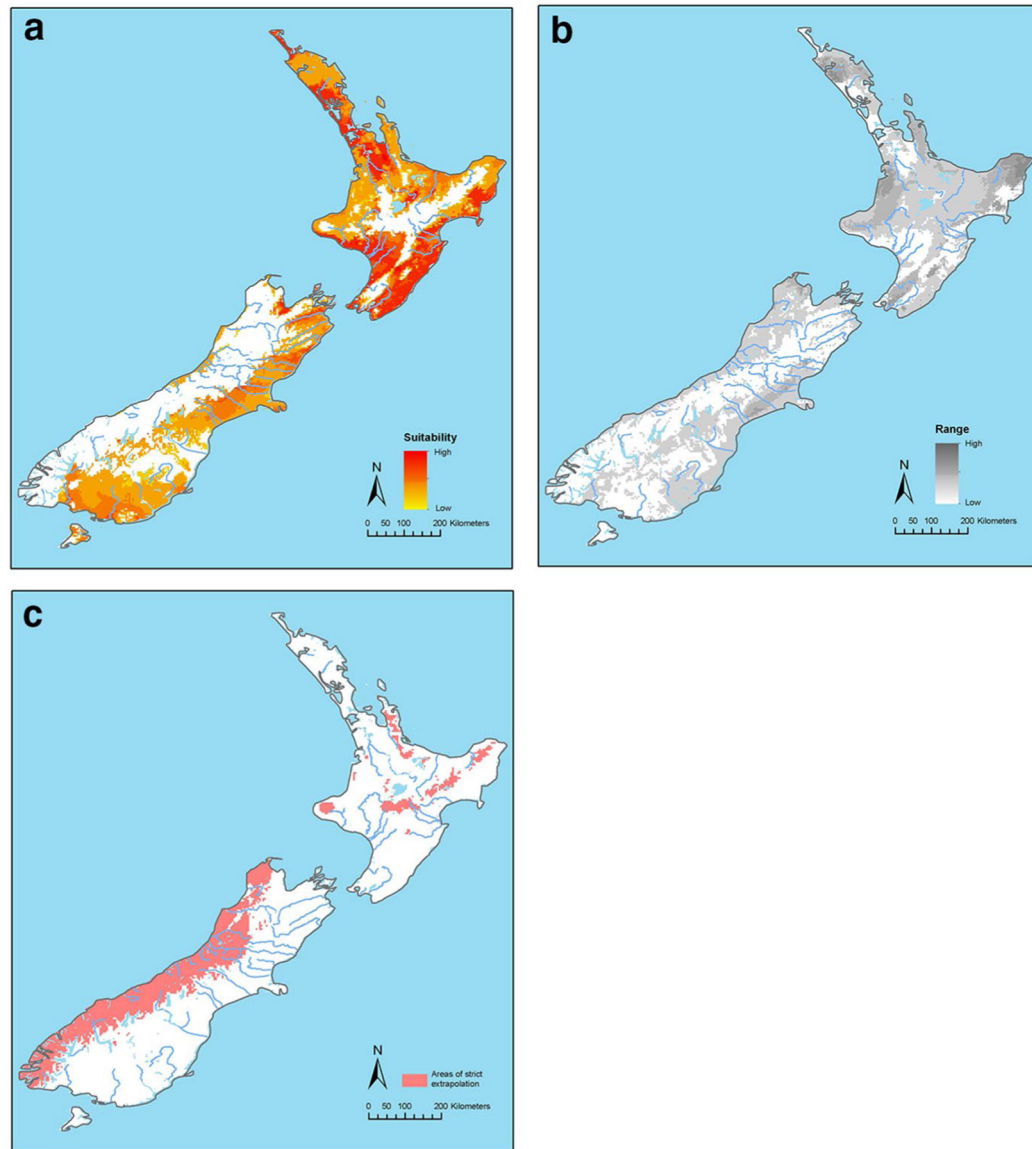 a
Suitability
High
Low
N
0 50 100 200 Kilometers
b
Range
High
Low
N
0 50 100 200 Kilometers
c
N
Areas of strict
extrapolation
0 50 100 200 Kilometers